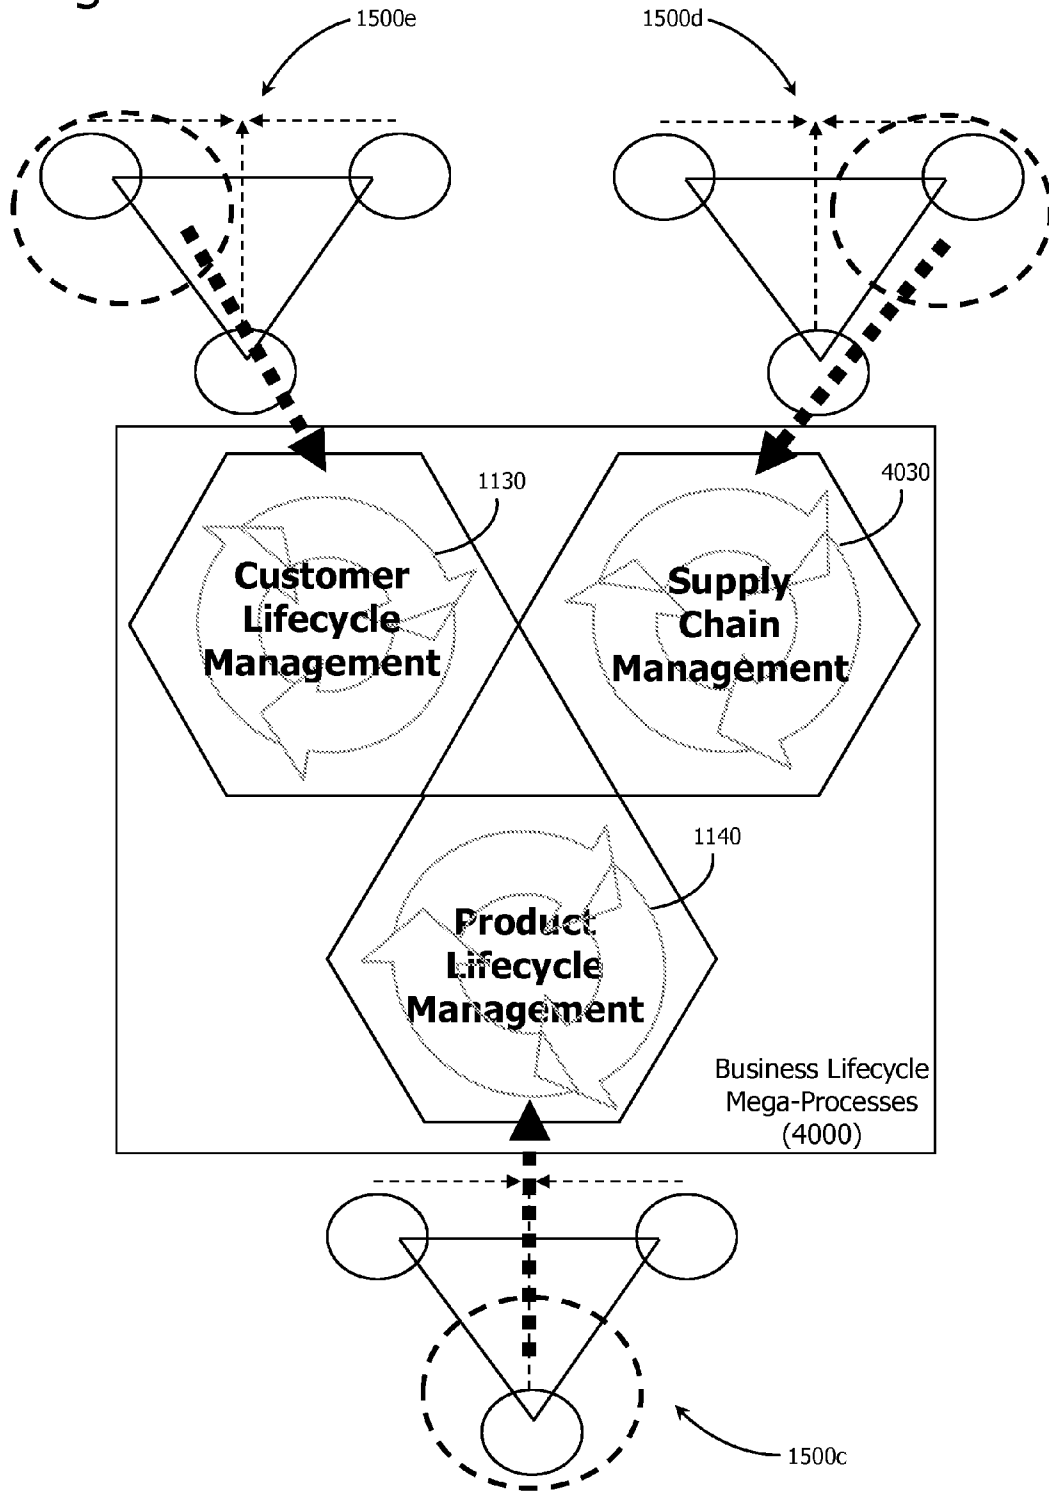 1500e
1500d
1130
4030
Customer
Lifecycle
Management
Supply
Chain
Management
1140
Product
Lifecycle
Management
Business Lifecycle
Mega-Processes
(4000)
1500c